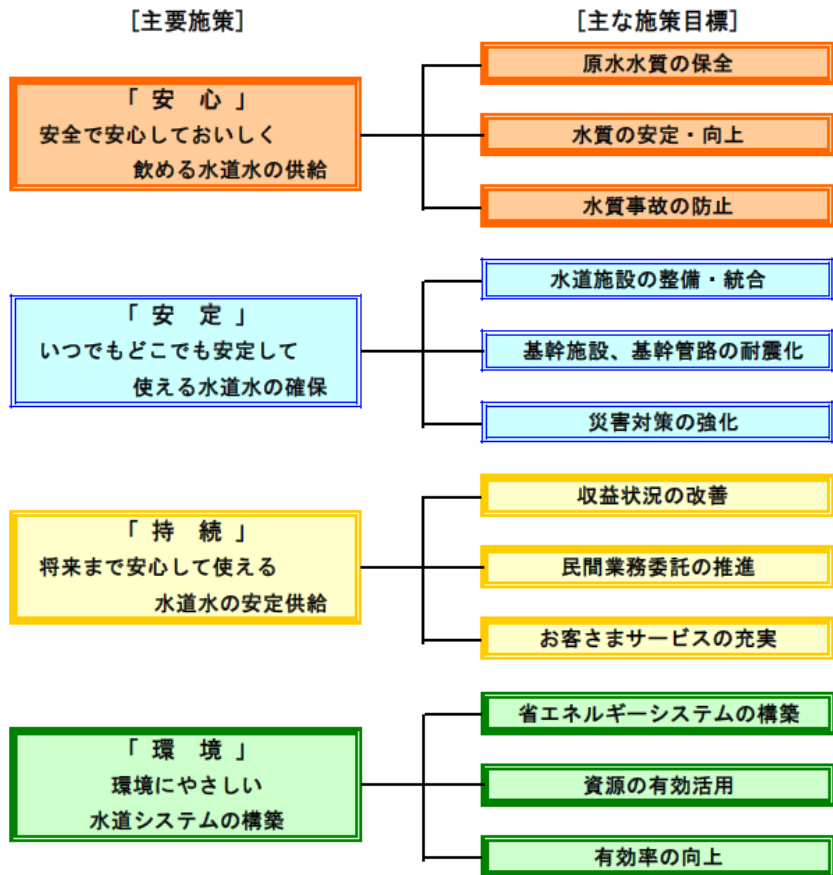 [主要施策]
[主な施策目標]
「 安　心 」
安全で安心しておいしく
飲める水道水の供給
原水水質の保全
水質の安定・向上
水質事故の防止
「 安　定 」
いつでもどこでも安定して
使える水道水の確保
水道施設の整備・統合
基幹施設、基幹管路の耐震化
災害対策の強化
「 持　続 」
将来まで安心して使える
水道水の安定供給
収益状況の改善
民間業務委託の推進
お客さまサービスの充実
「 環　境 」
環境にやさしい
水道システムの構築
省エネルギーシステムの構築
資源の有効活用
有効率の向上